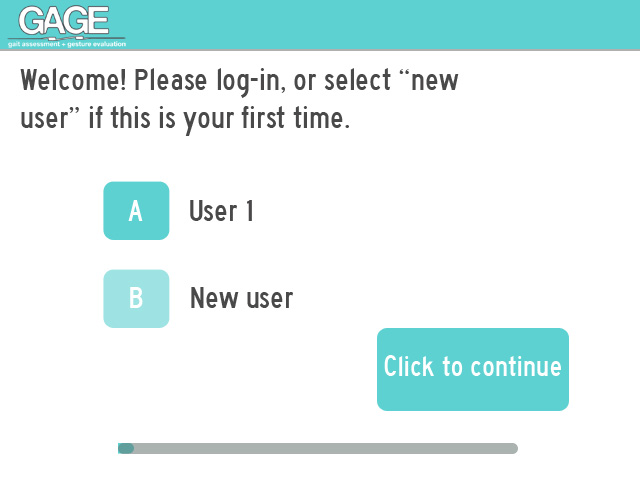 GAGE
gait assessment + gesture evaluation
Welcome! Please log-in, or select “new
user” if this is your first time.
A User 1
B New user
Click to continue